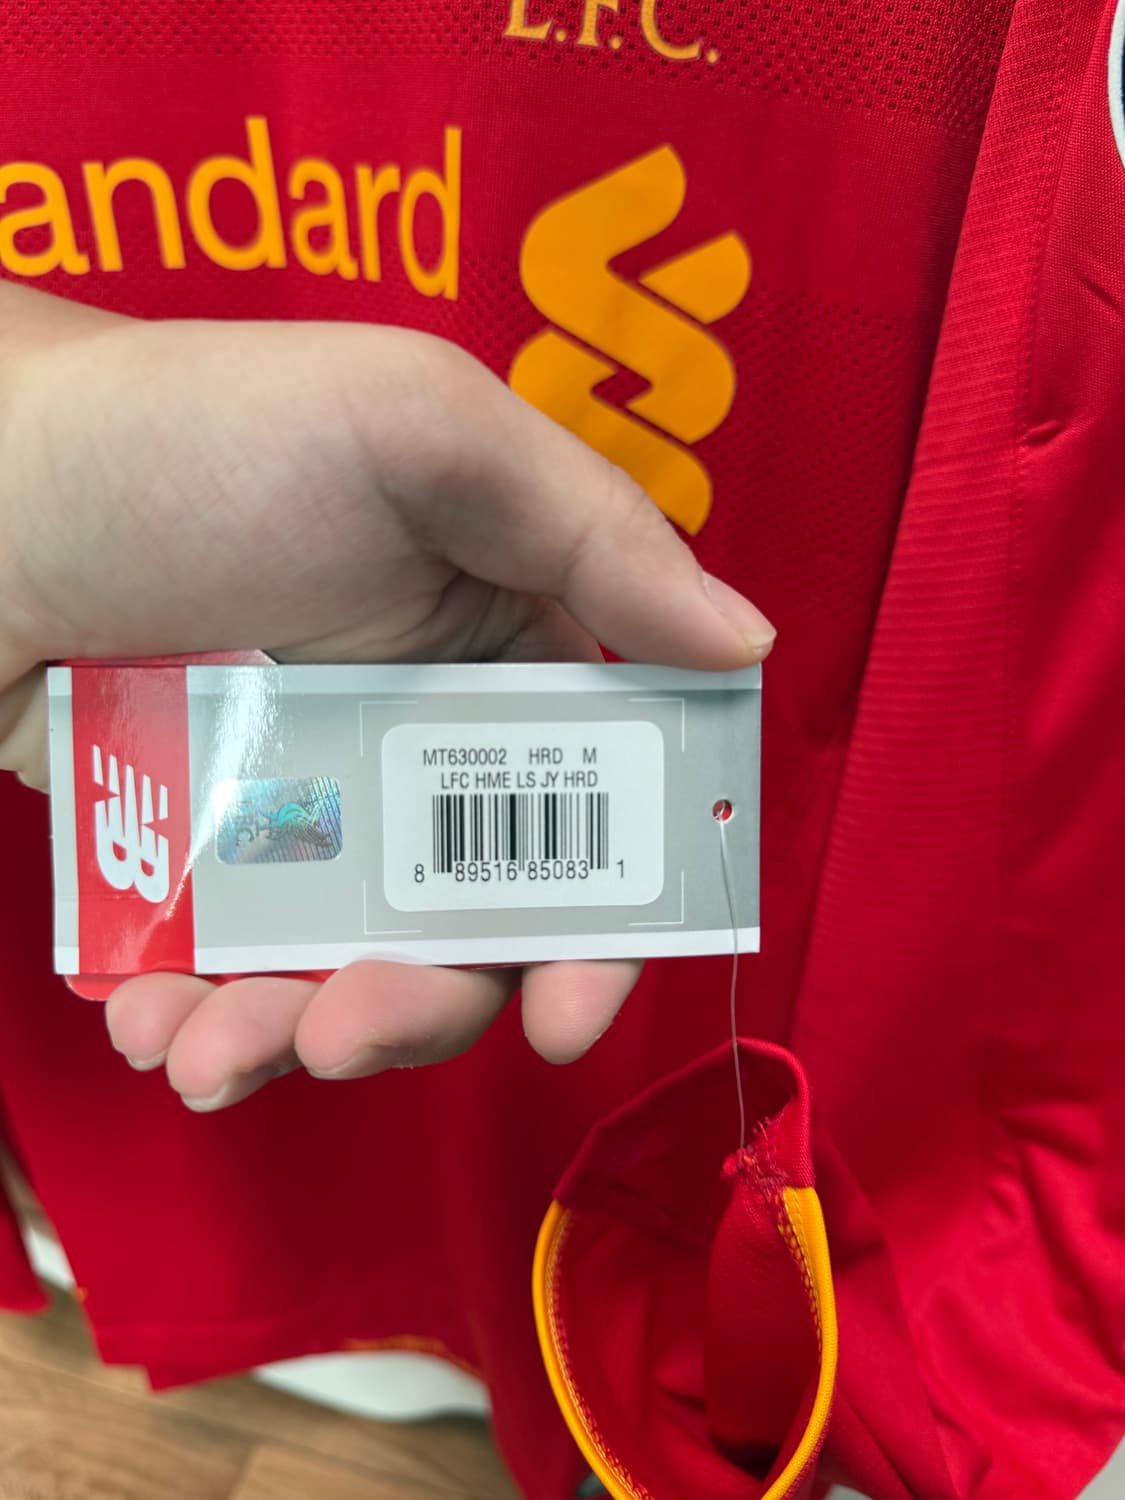 L.F.C.
andard
MT630002 HRD M
LFC HME LS JY HRD
8 89516 85083 1